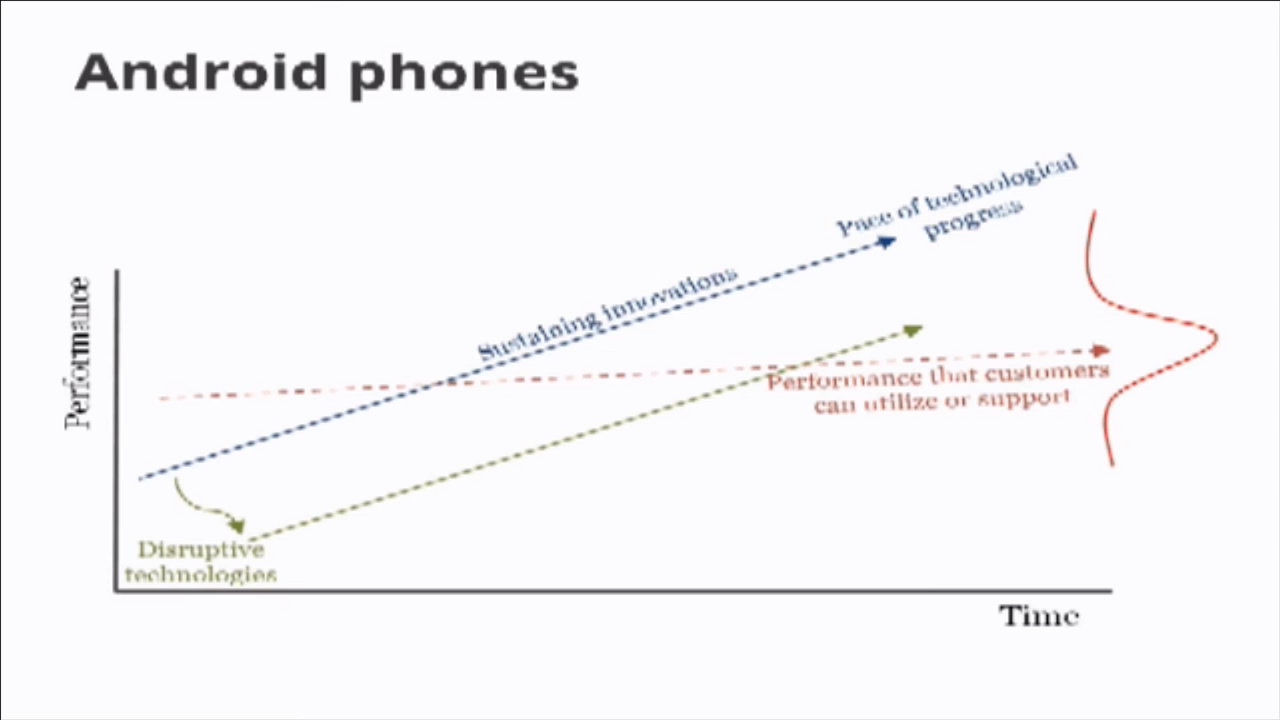 Android phones
Pace of technological
progress
Sustaining innovations
Performance
Performance that customers
can utilize or support
Disruptive
technologies
Time